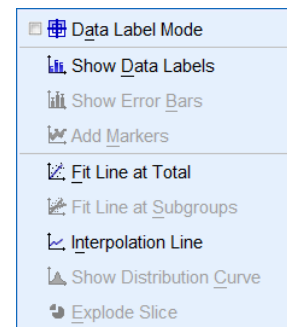 Data Label Mode
Show Data Labels
Show Error Bars
Add Markers
Fit Line at Total
Fit Line at Subgroups
Interpolation Line
Show Distribution Curve
Explode Slice